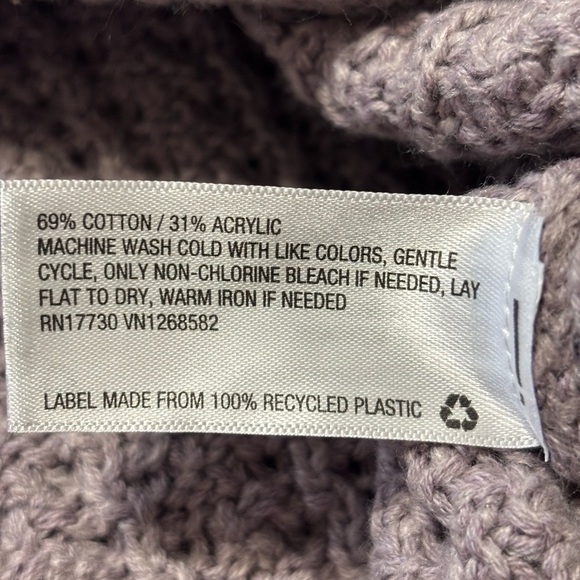 69% COTTON / 31% ACRYLIC
MACHINE WASH COLD WITH LIKE COLORS, GENTLE
CYCLE, ONLY NON-CHLORINE BLEACH IF NEEDED, LAY
FLAT TO DRY, WARM IRON IF NEEDED
RN17730 VN1268582
LABEL MADE FROM 100% RECYCLED PLASTIC